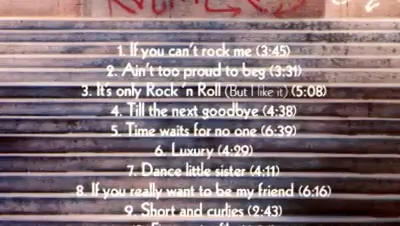 1. If you can't rock me (3:45)
2. Ain't too proud to beg (3:31)
3. It's only Rock 'n Roll (But I like it) (5:08)
4. Till the next goodbye (4:38)
5. Time waits for no one (6:39)
6. Luxury (4:29)
7. Dance little sister (4:11)
8. If you really want to be my friend (6:16)
9. Short and curlies (2:43)